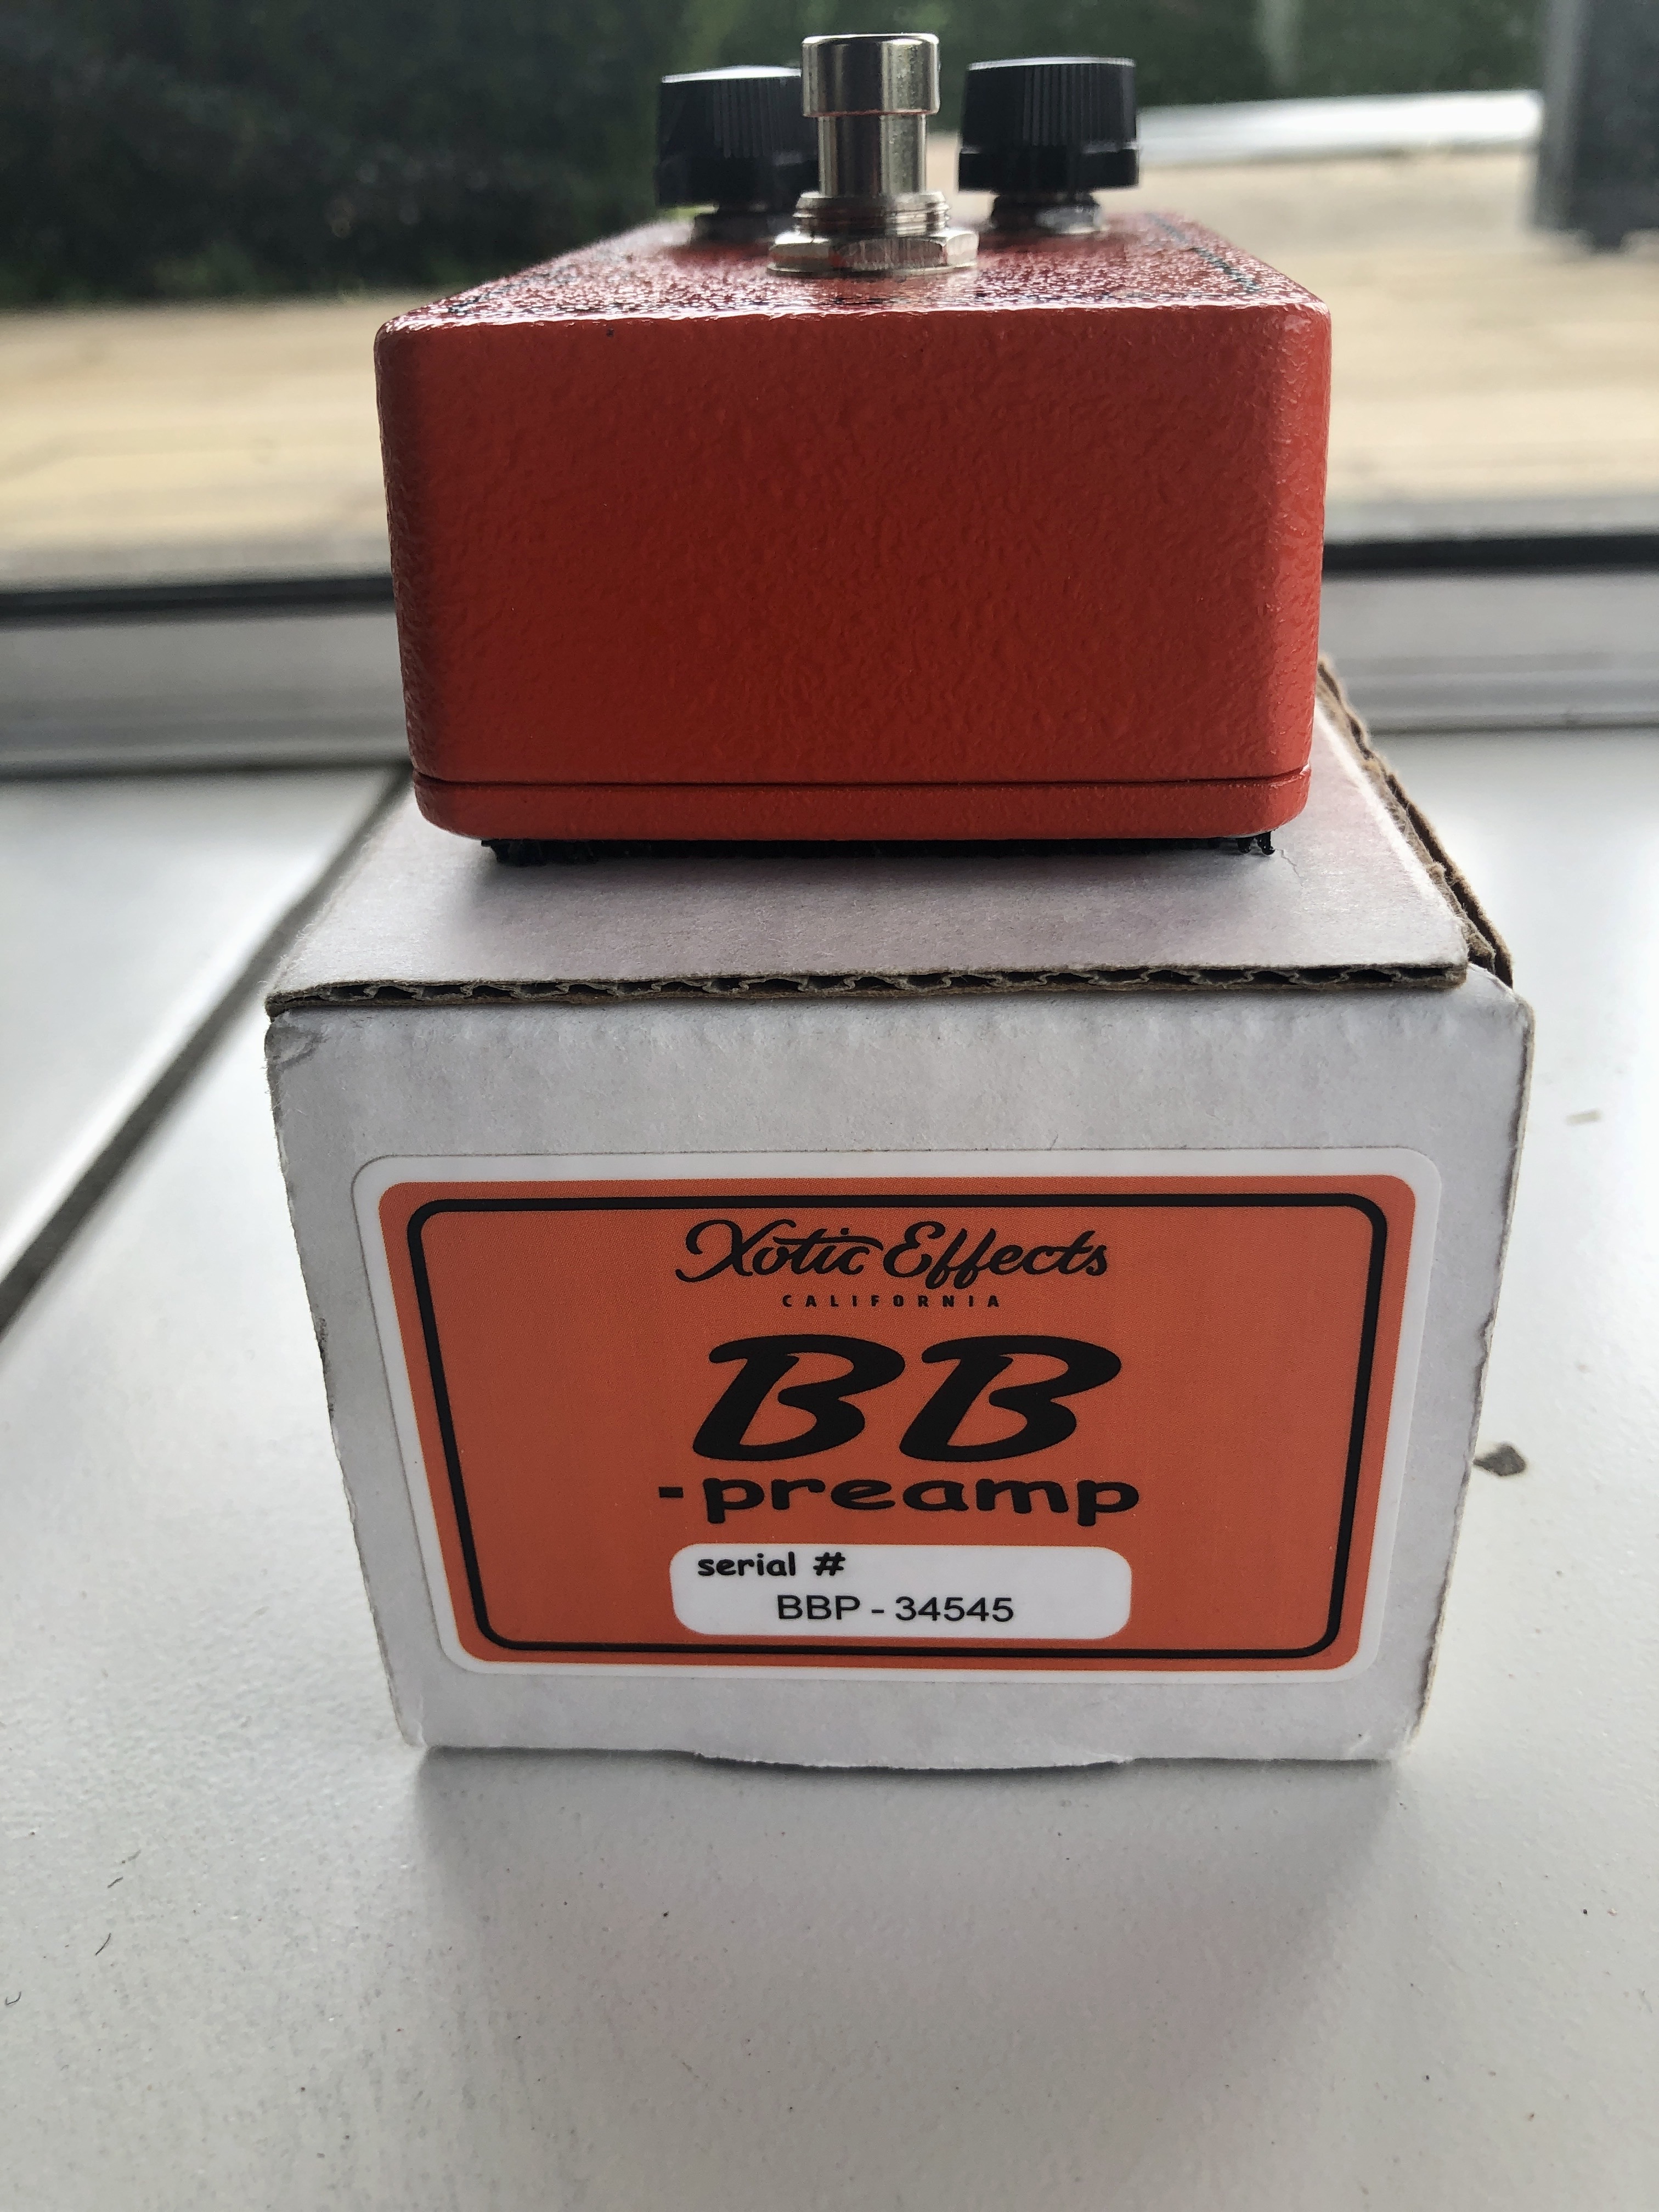 Xotic Effects
CALIFORNIA
BB
-preamp
serial #
BBP - 34545